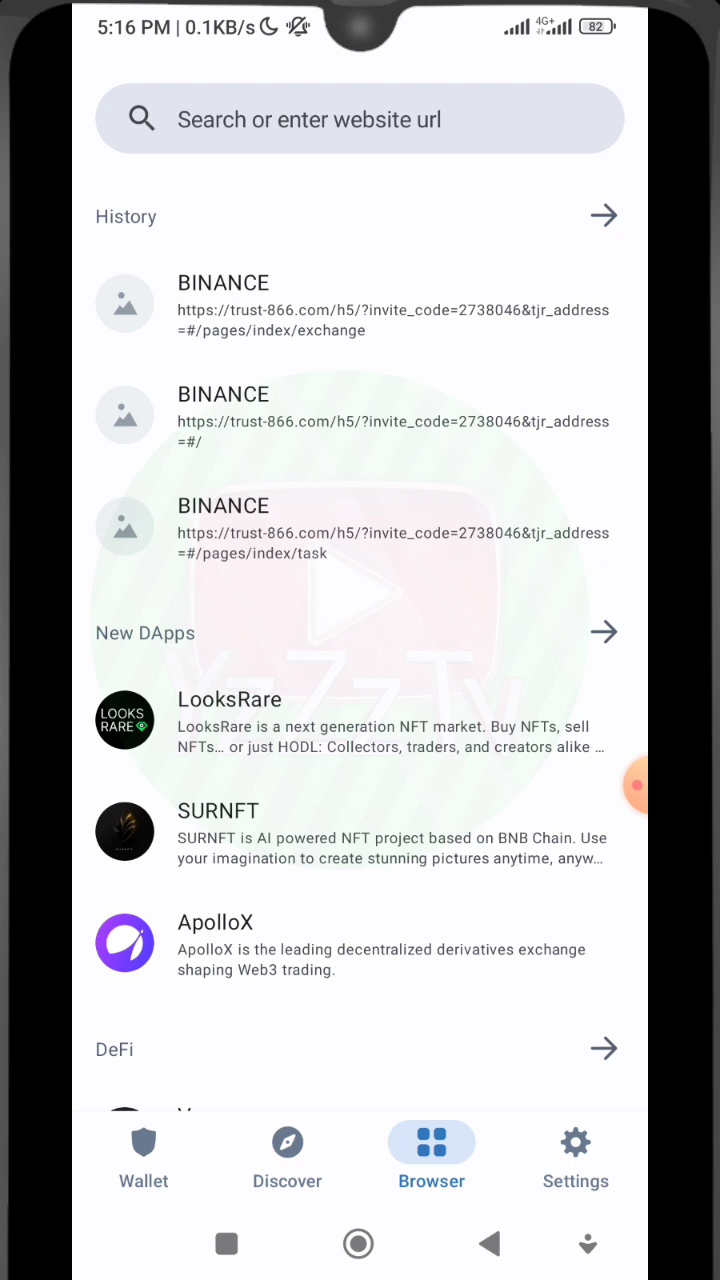 5:16 PM | 0.1KB/s
4G+
82
Search or enter website url
History
BINANCE
https://trust-866.com/h5/?invite_code=2738046&tjr_address
=#/pages/index/exchange
BINANCE
https://trust-866.com/h5/?invite_code=2738046&tjr_address
=#/
BINANCE
https://trust-866.com/h5/?invite_code=2738046&tjr_address
=#/pages/index/task
New DApps
LOOKS
RARE
LooksRare
LooksRare is a next generation NFT market. Buy NFTs, sell
NFTs... or just HODL: Collectors, traders, and creators alike ...
SURNFT
SURNFT is AI powered NFT project based on BNB Chain. Use
your imagination to create stunning pictures anytime, anyw...
ApolloX
ApolloX is the leading decentralized derivatives exchange
shaping Web3 trading.
DeFi
Wallet
Discover
Browser
Settings